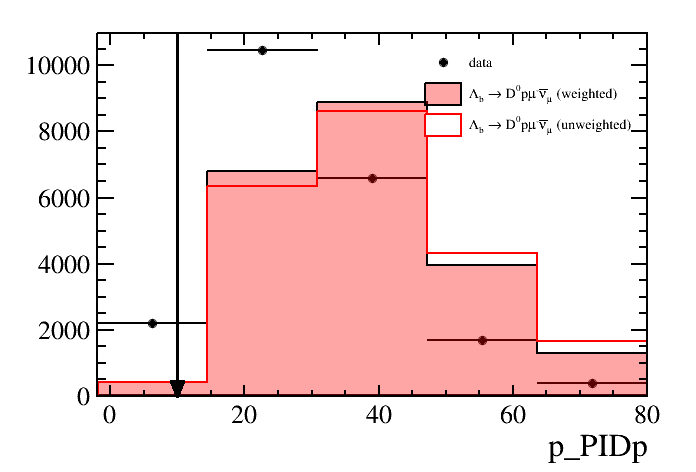 10000
8000
6000
4000
2000
0
data
Λb → D⁰pμ ν̅μ (weighted)
Λb → D⁰pμ ν̅μ (unweighted)
0 20 40 60 80
p_PIDp